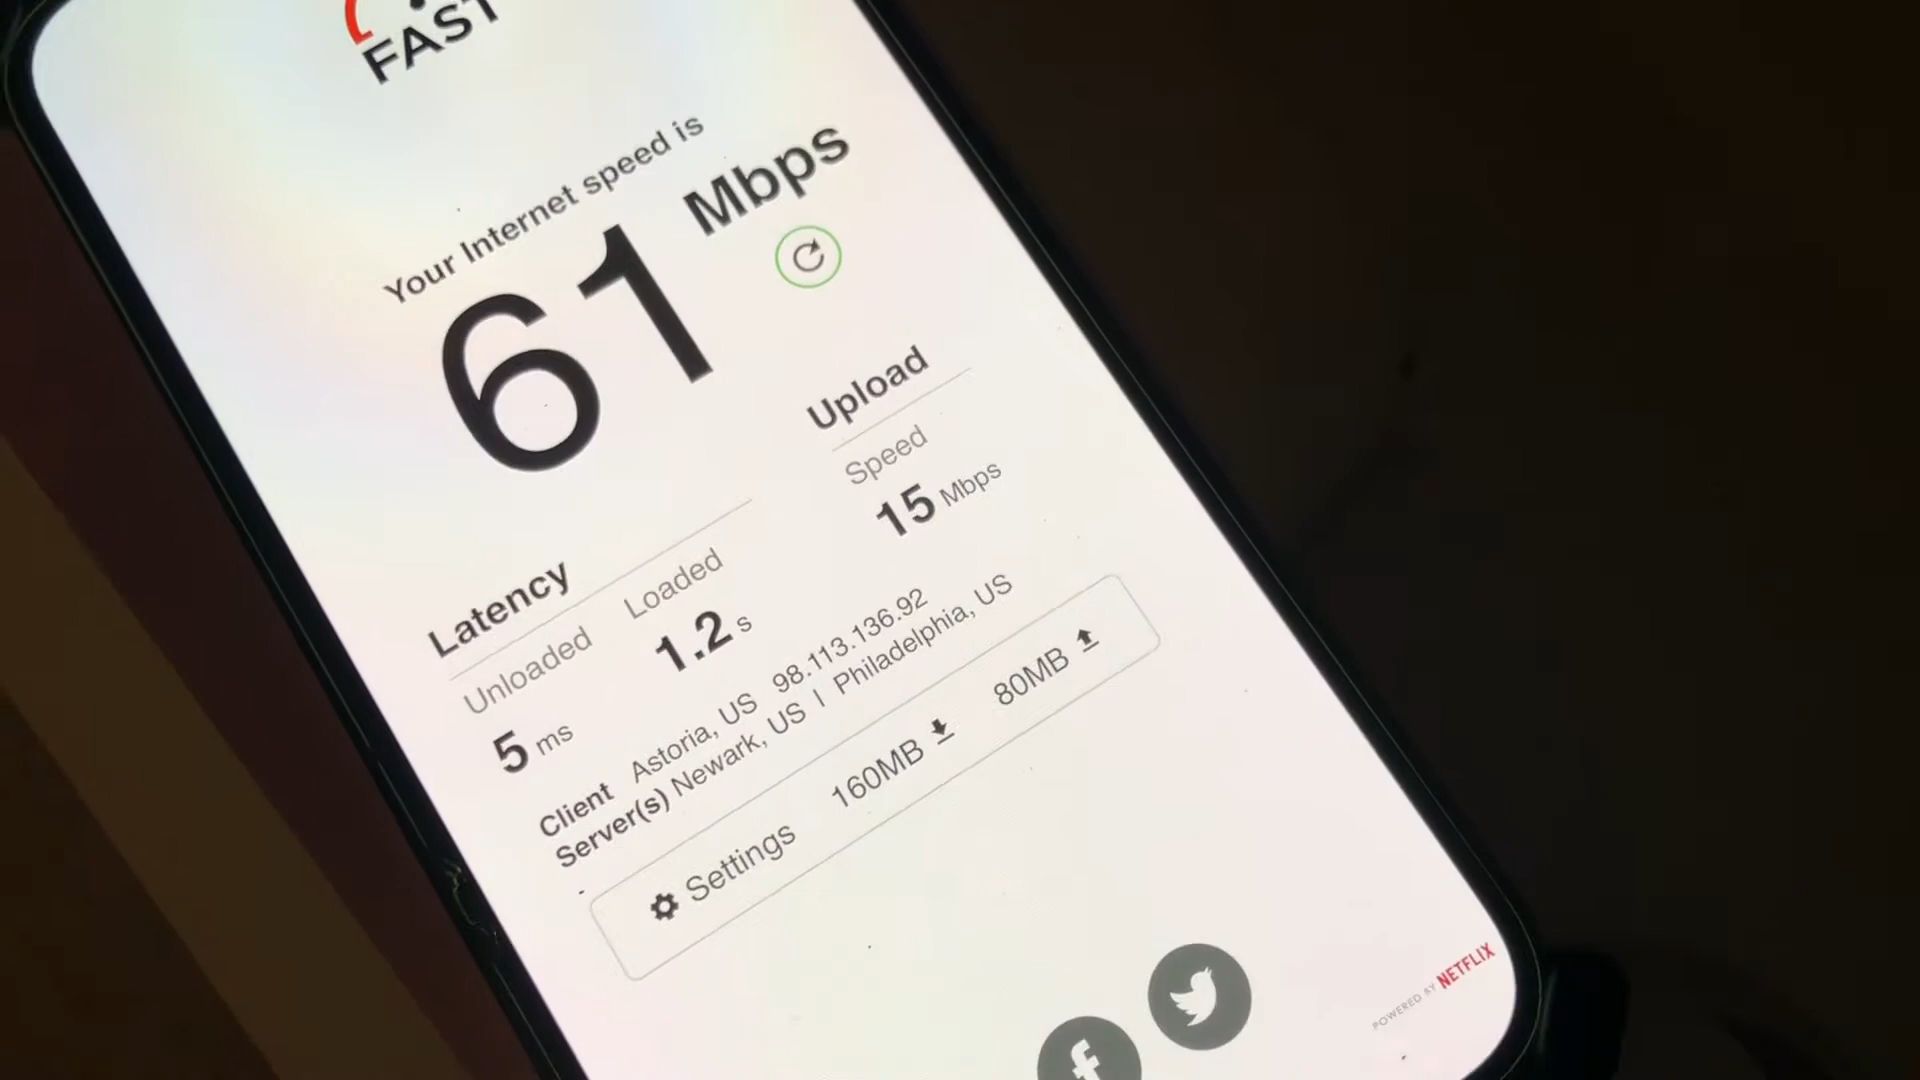 FAST
Your Internet speed is
61 Mbps
Latency
Unloaded Loaded
5 ms 1.2 s
Upload
Speed
15 Mbps
Client Astoria, US 98.113.136.92
Server(s) Newark, US | Philadelphia, US
Settings 160MB 80MB
POWERED BY NETFLIX